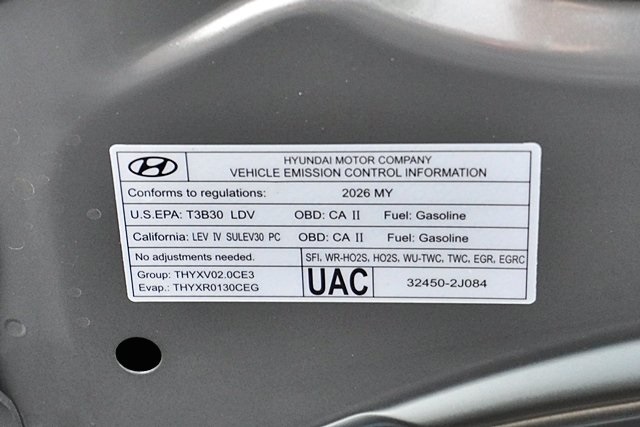 HYUNDAI MOTOR COMPANY
VEHICLE EMISSION CONTROL INFORMATION
Conforms to regulations: 2026 MY
U.S.EPA: T3B30 LDV OBD: CA II Fuel: Gasoline
California: LEV IV SULEV30 PC OBD: CA II Fuel: Gasoline
No adjustments needed. SFI, WR-HO2S, HO2S, WU-TWC, TWC, EGR, EGRC
Group: THYXV02.0CE3
Evap.: THYXR0130CEG
UAC 32450-2J084